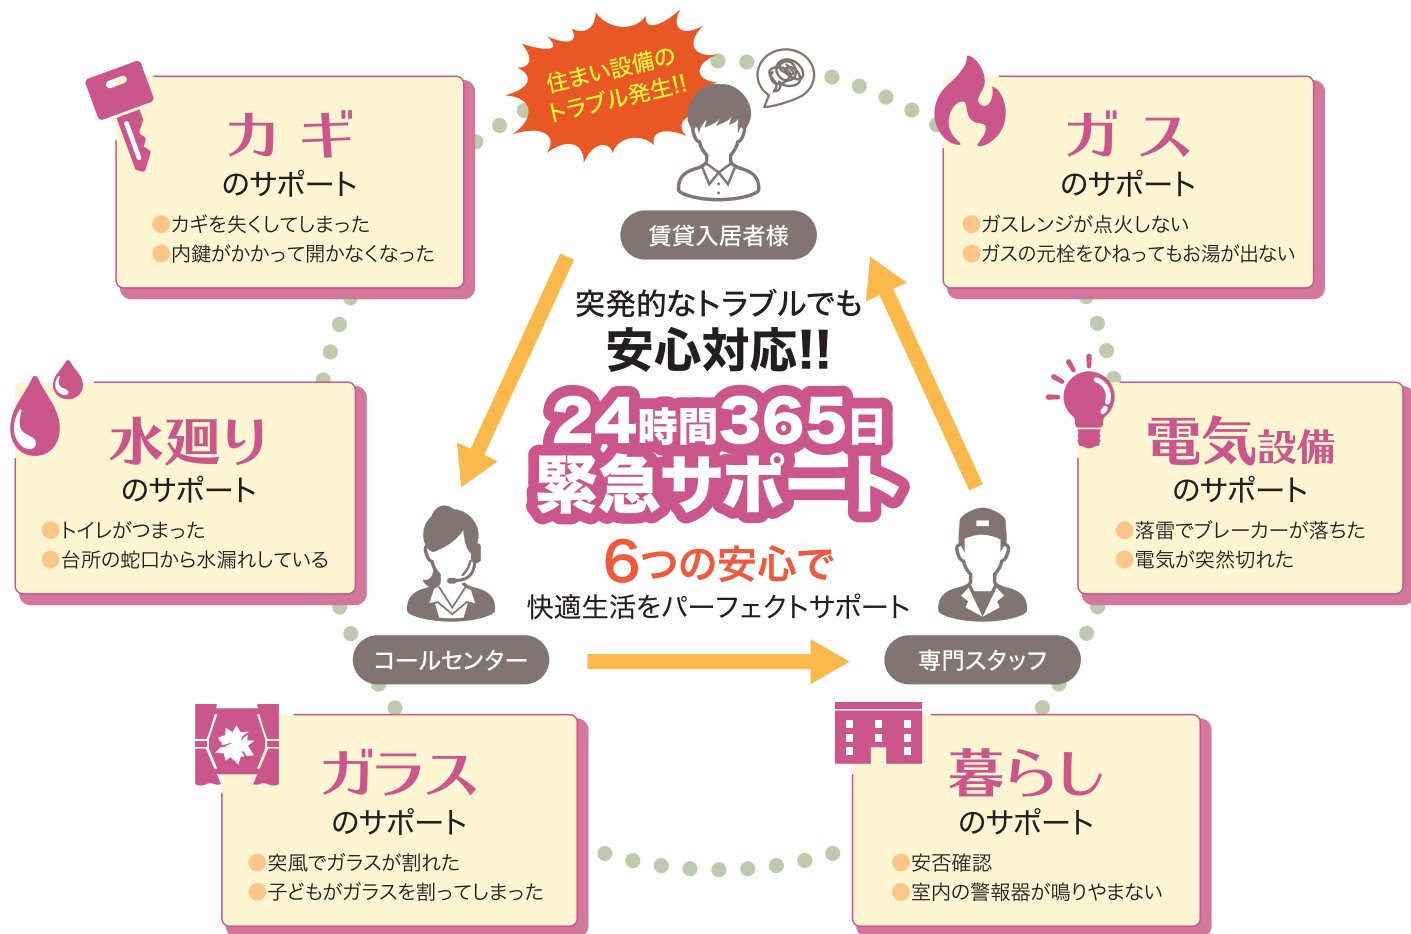 住まい設備の
トラブル発生!!
賃貸入居者様
カギ
のサポート
●カギを失くしてしまった
●内鍵がかかって開かなくなった
ガス
のサポート
●ガスレンジが点火しない
●ガスの元栓をひねってもお湯が出ない
突発的なトラブルでも
安心対応!!
24時間365日
緊急サポート
6つの安心で
快適生活をパーフェクトサポート
水廻り
のサポート
●トイレがつまった
●台所の蛇口から水漏れしている
電気設備
のサポート
●落雷でブレーカーが落ちた
●電気が突然切れた
コールセンター
専門スタッフ
ガラス
のサポート
●突風でガラスが割れた
●子どもがガラスを割ってしまった
暮らし
のサポート
●安否確認
●室内の警報器が鳴りやまない